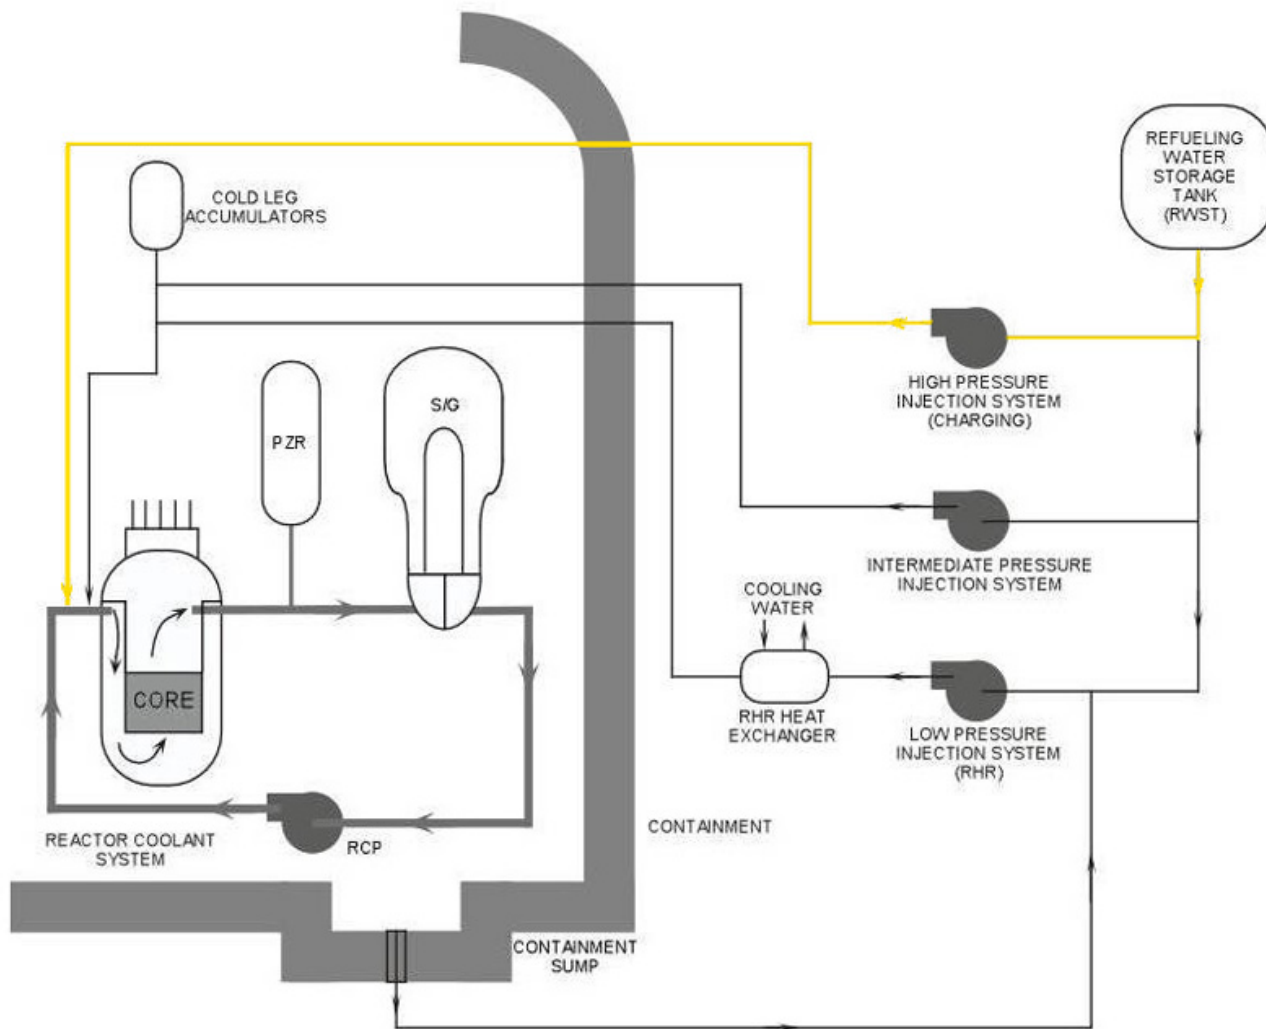 REFUELING
WATER
STORAGE
TANK
(RWST)
COLD LEG
ACCUMULATORS
HIGH PRESSURE
INJECTION SYSTEM
(CHARGING)
S/G
PZR
INTERMEDIATE PRESSURE
INJECTION SYSTEM
COOLING
WATER
CORE
RHR HEAT
EXCHANGER
LOW PRESSURE
INJECTION SYSTEM
(RHR)
REACTOR COOLANT
SYSTEM
RCP
CONTAINMENT
CONTAINMENT
SUMP